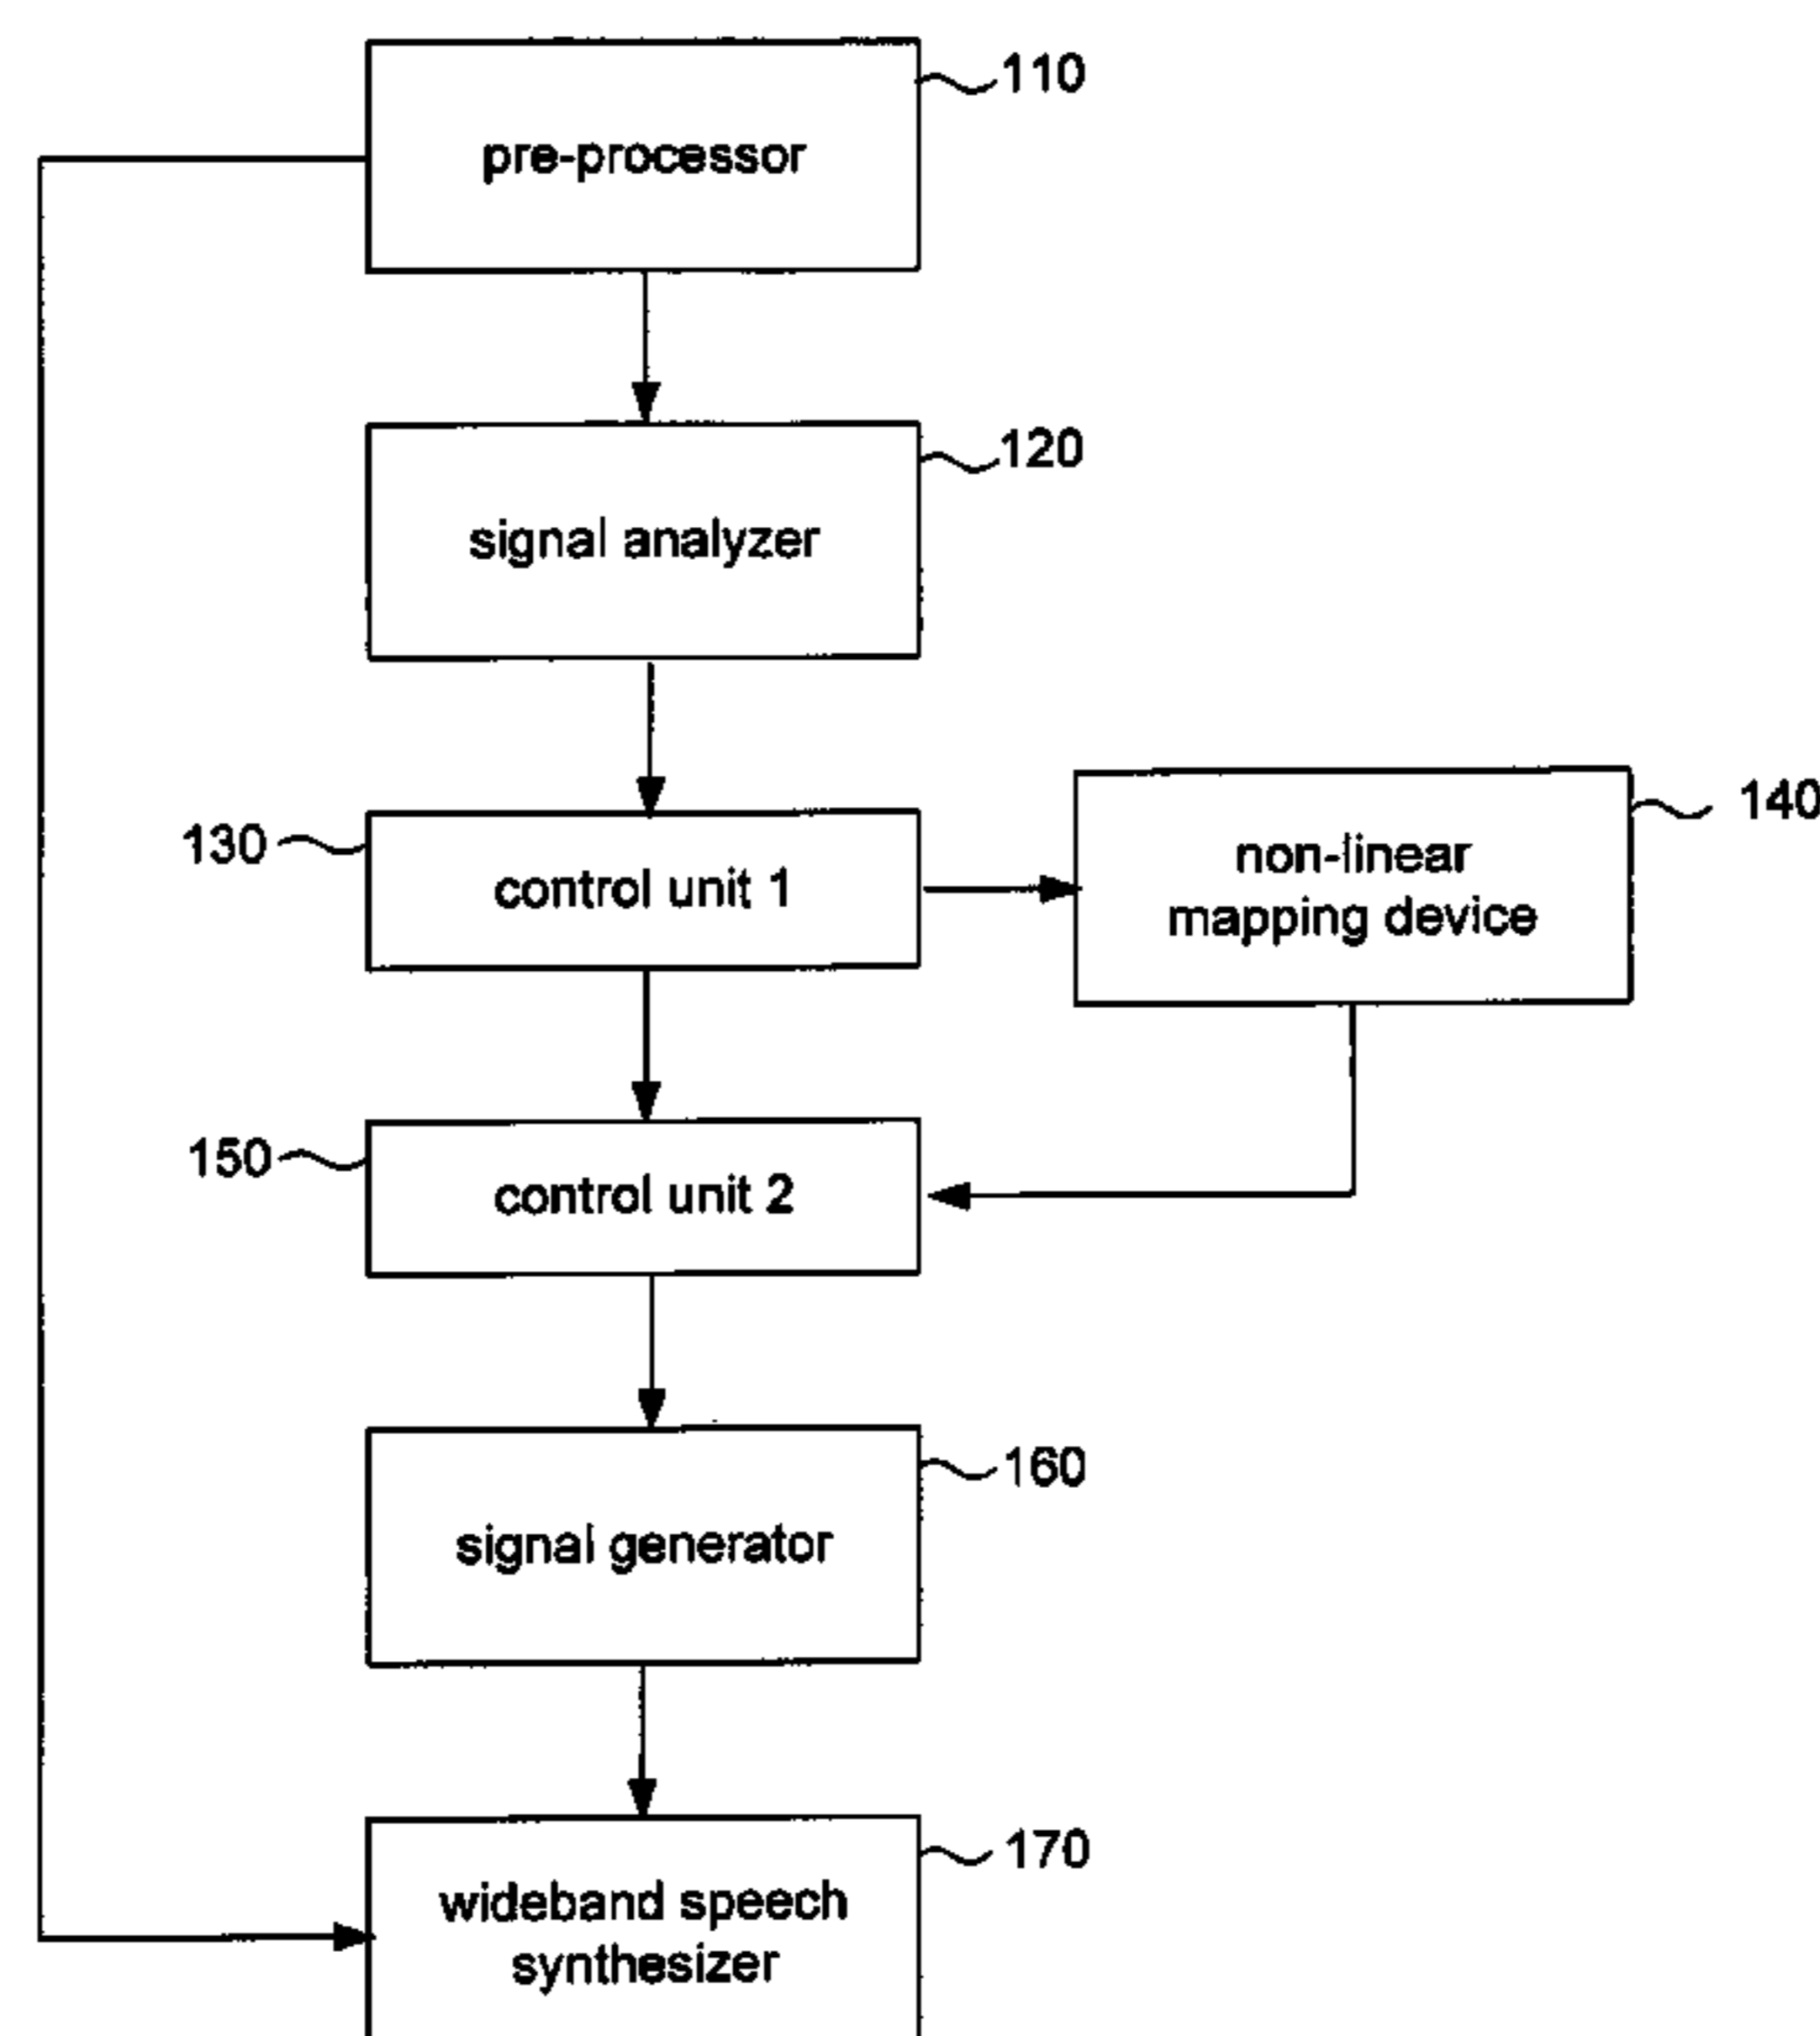 110
pre-processor
120
signal analyzer
130
control unit 1
140
non-linear
mapping device
150
control unit 2
160
signal generator
170
wideband speech
synthesizer